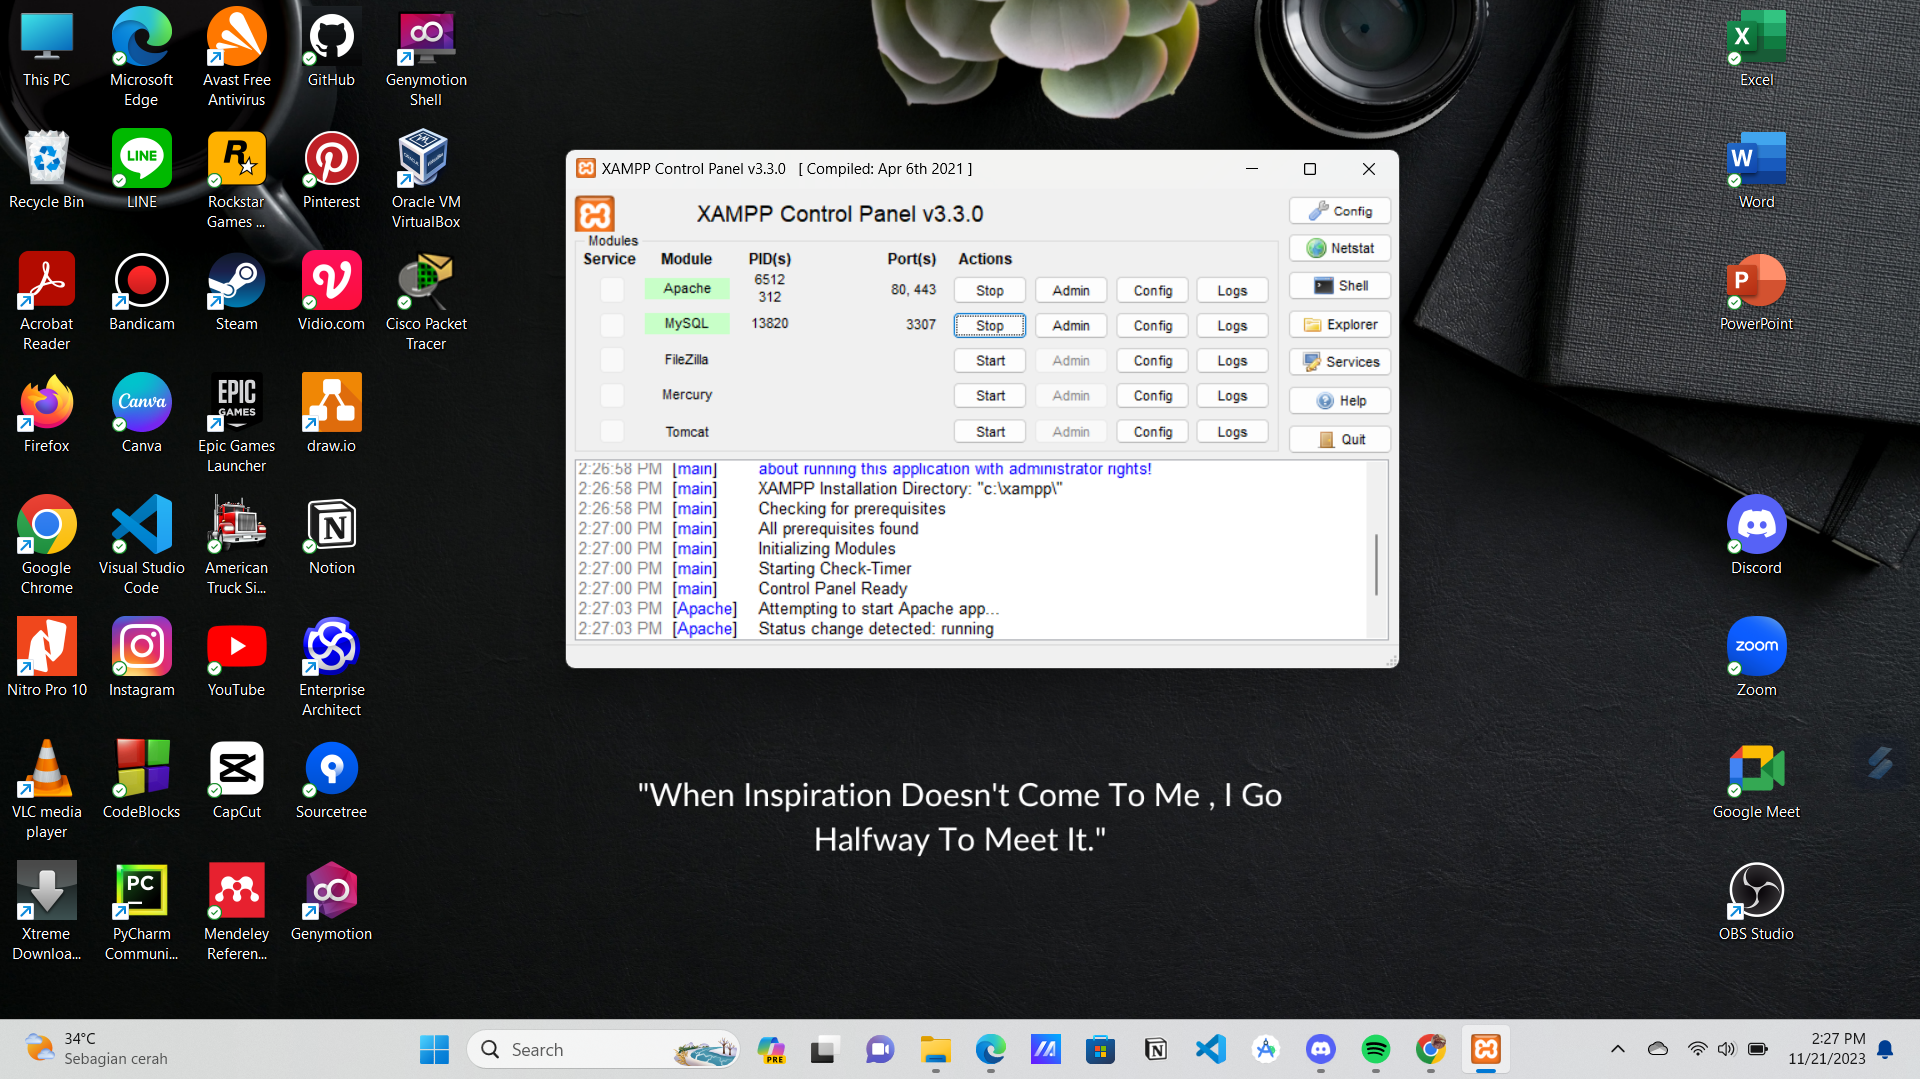 This PC
Microsoft
Edge
Avast Free
Antivirus
GitHub
Genymotion
Shell
Recycle Bin
LINE
LINE
Rockstar
Games ...
Pinterest
Oracle VM
VirtualBox
Acrobat
Reader
Bandicam
Steam
Vidio.com
Cisco Packet
Tracer
Firefox
Canva
Canva
EPIC
GAMES
Epic Games
Launcher
draw.io
Google
Chrome
Visual Studio
Code
American
Truck Si...
Notion
Nitro Pro 10
Instagram
YouTube
Enterprise
Architect
VLC media
player
CodeBlocks
CapCut
Sourcetree
Xtreme
Downloa...
PC
PyCharm
Communi...
Mendeley
Referen...
Genymotion
XAMPP Control Panel v3.3.0 [ Compiled: Apr 6th 2021 ]
XAMPP Control Panel v3.3.0
Config
Modules
Service Module PID(s) Port(s) Actions
Netstat
Apache 6512 312 80, 443 Stop Admin Config Logs
Shell
MySQL 13820 3307 Stop Admin Config Logs
Explorer
FileZilla Start Admin Config Logs
Services
Mercury Start Admin Config Logs
Help
Tomcat Start Admin Config Logs
Quit
2:26:58 PM [main] about running this application with administrator rights!
2:26:58 PM [main] XAMPP Installation Directory: "c:\xampp\"
2:26:58 PM [main] Checking for prerequisites
2:27:00 PM [main] All prerequisites found
2:27:00 PM [main] Initializing Modules
2:27:00 PM [main] Starting Check-Timer
2:27:00 PM [main] Control Panel Ready
2:27:03 PM [Apache] Attempting to start Apache app...
2:27:03 PM [Apache] Status change detected: running
"When Inspiration Doesn't Come To Me , I Go
Halfway To Meet It."
X
Excel
W
Word
P
PowerPoint
Discord
zoom
Zoom
Google Meet
OBS Studio
34°C
Sebagian cerah
Search
PRE
2:27 PM
11/21/2023